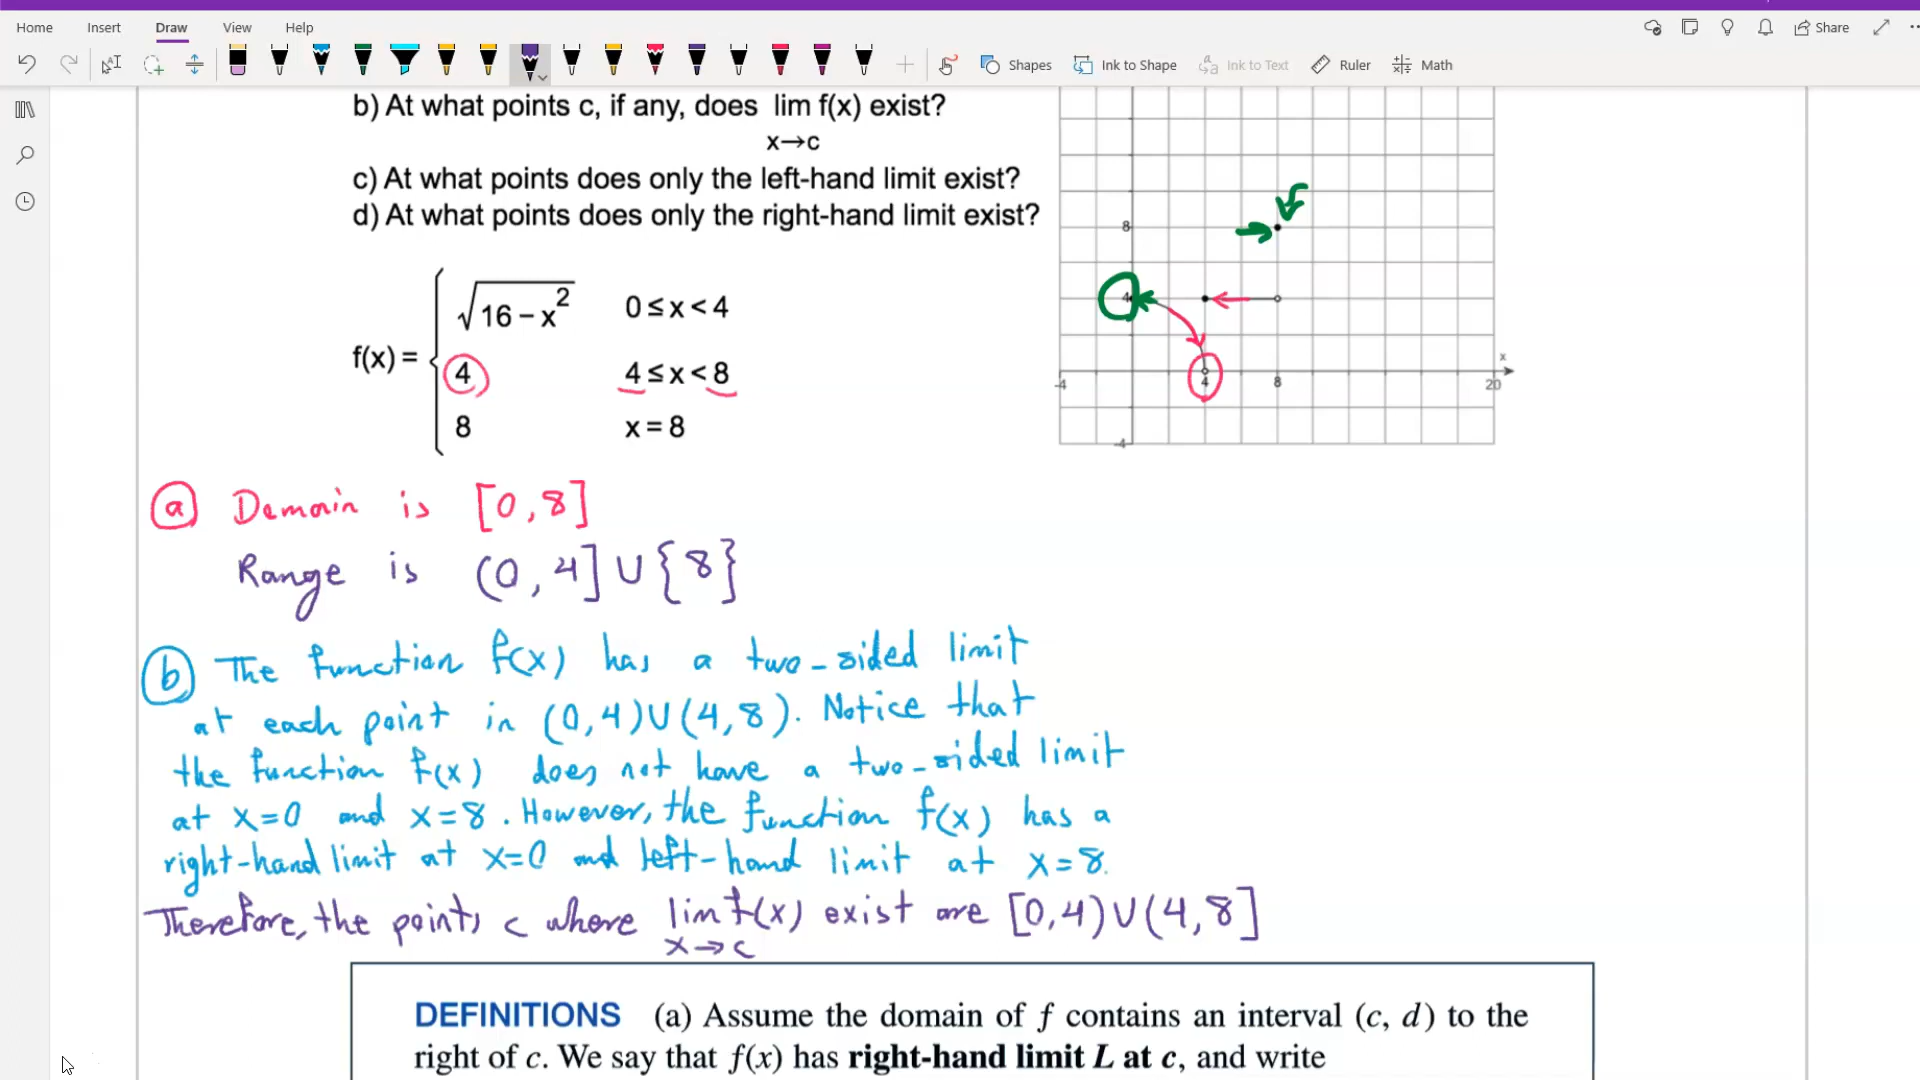 Home Insert Draw View Help Share
Shapes Ink to Shape Ink to Text Ruler Math
b) At what points c, if any, does lim f(x) exist?
x→c
c) At what points does only the left-hand limit exist?
d) At what points does only the right-hand limit exist?
f(x) = { √16 − x² 0 ≤ x < 4
4 4 ≤ x < 8
8 x = 8
8
4
x
-4 4 8 20
-4
(a) Domain is [0, 8]
Range is (0, 4] ∪ {8}
(b) The function f(x) has a two-sided limit
at each point in (0, 4) ∪ (4, 8). Notice that
the function f(x) does not have a two-sided limit
at x=0 and x=8. However, the function f(x) has a
right-hand limit at x=0 and left-hand limit at x=8.
Therefore, the points c where lim f(x) exist are [0, 4) ∪ (4, 8]
x→c
DEFINITIONS (a) Assume the domain of f contains an interval (c, d) to the
right of c. We say that f(x) has right-hand limit L at c, and write